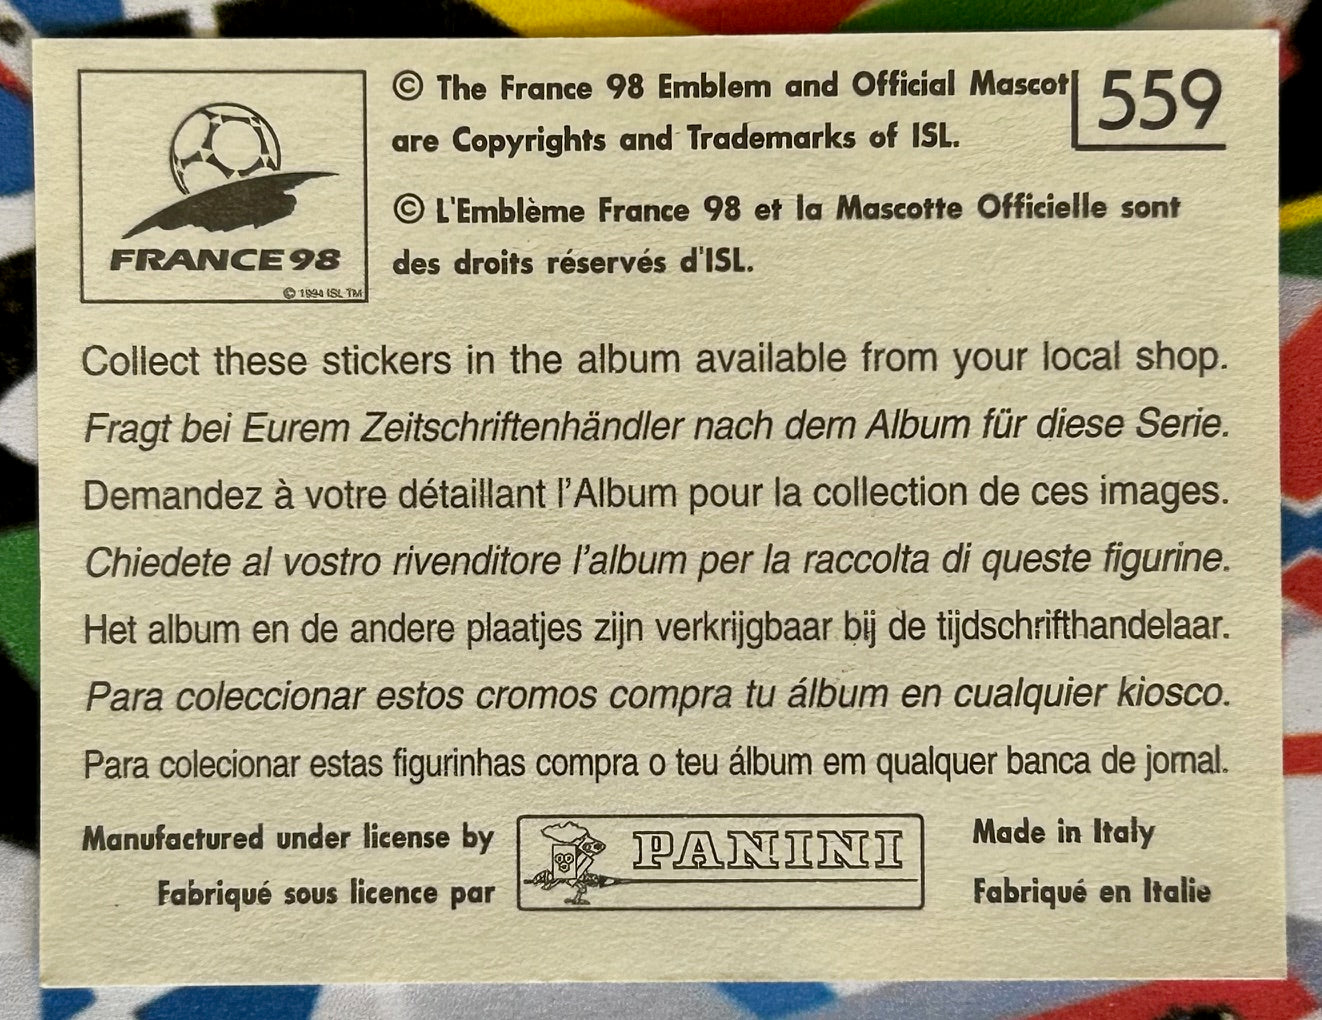 © The France 98 Emblem and Official Mascot
are Copyrights and Trademarks of ISL.
559
© L'Emblème France 98 et la Mascotte Officielle sont
des droits réservés d'ISL.
FRANCE 98
© 1994 ISL TM
Collect these stickers in the album available from your local shop.
Fragt bei Eurem Zeitschriftenhändler nach dem Album für diese Serie.
Demandez à votre détaillant l'Album pour la collection de ces images.
Chiedete al vostro rivenditore l'album per la raccolta di queste figurine.
Het album en de andere plaatjes zijn verkrijgbaar bij de tijdschrifthandelaar.
Para coleccionar estos cromos compra tu álbum en cualquier kiosco.
Para colecionar estas figurinhas compra o teu álbum em qualquer banca de jornal.
Manufactured under license by
Fabriqué sous licence par
PANINI
Made in Italy
Fabriqué en Italie